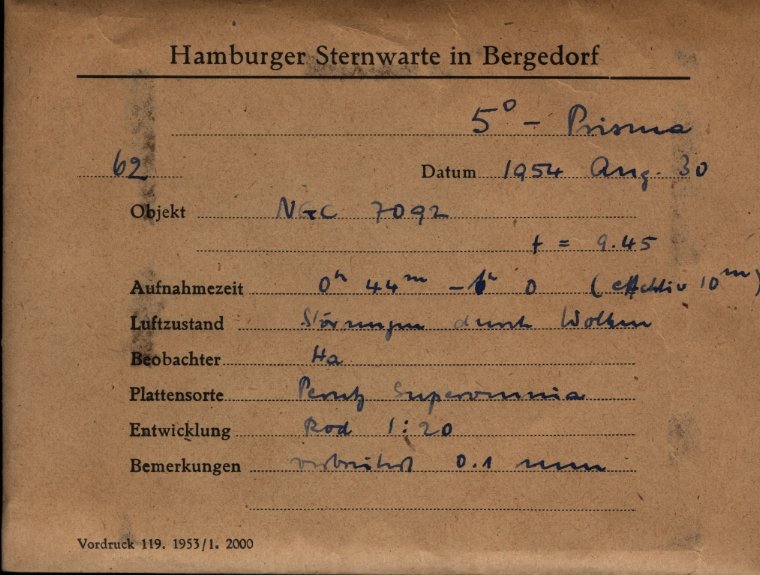 Hamburger Sternwarte in Bergedorf
5° - Prisma
62 Datum 1954 Aug. 30
Objekt NGC 7092
t = 9.45
Aufnahmezeit 0h 44m - 1h 0 (effektiv 10m)
Luftzustand Störungen durch Wolken
Beobachter Ha
Plattensorte Perutz Superomnia
Entwicklung Rod 1:20
Bemerkungen verbreitert 0.1 mm
Vordruck 119. 1953/1. 2000